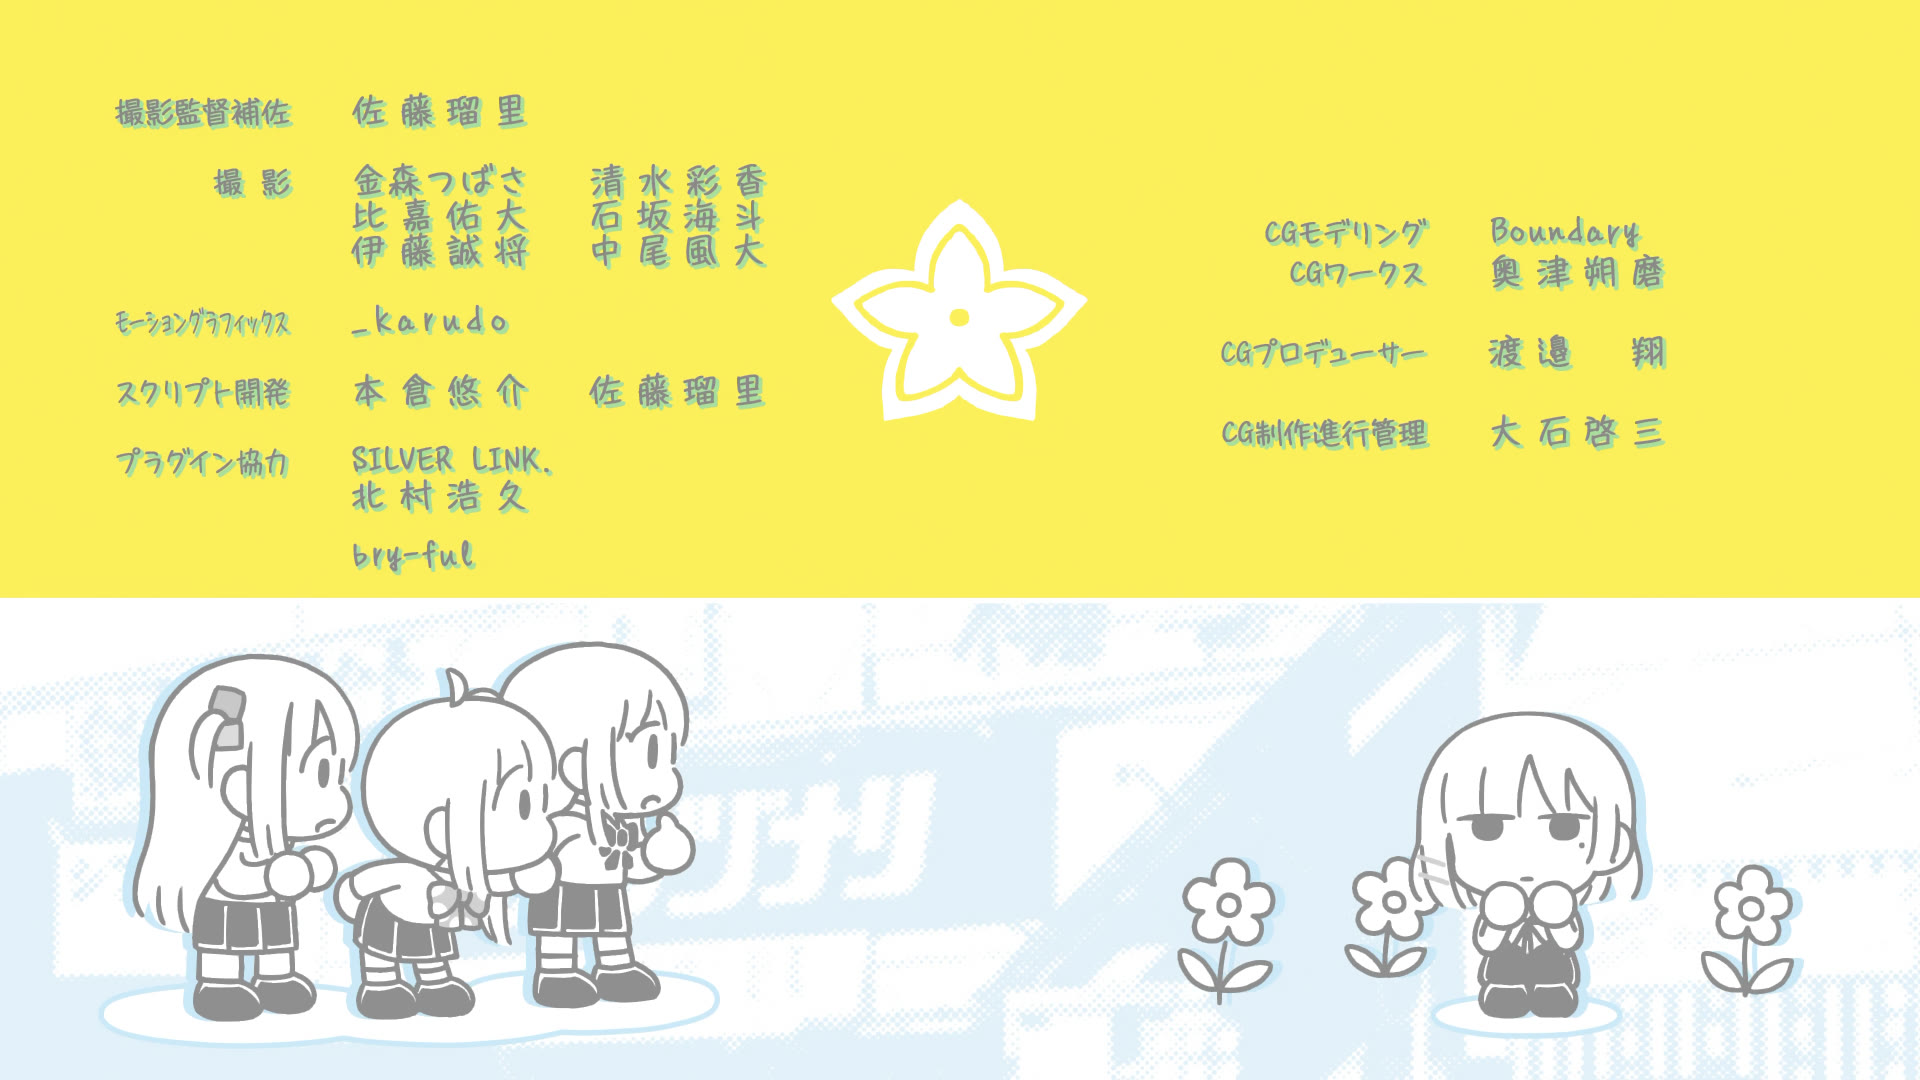 撮影監督補佐 佐藤瑠里
撮影 金森つばさ 清水彩香
比嘉佑大 石坂海斗
伊藤誠将 中尾風大
モーショングラフィックス _karudo
スクリプト開発 本倉悠介 佐藤瑠里
プラグイン協力 SILVER LINK.
北村浩久
bry-ful
CGモデリング Boundary
CGワークス 奥津朔磨
CGプロデューサー 渡邉 翔
CG制作進行管理 大石啓三